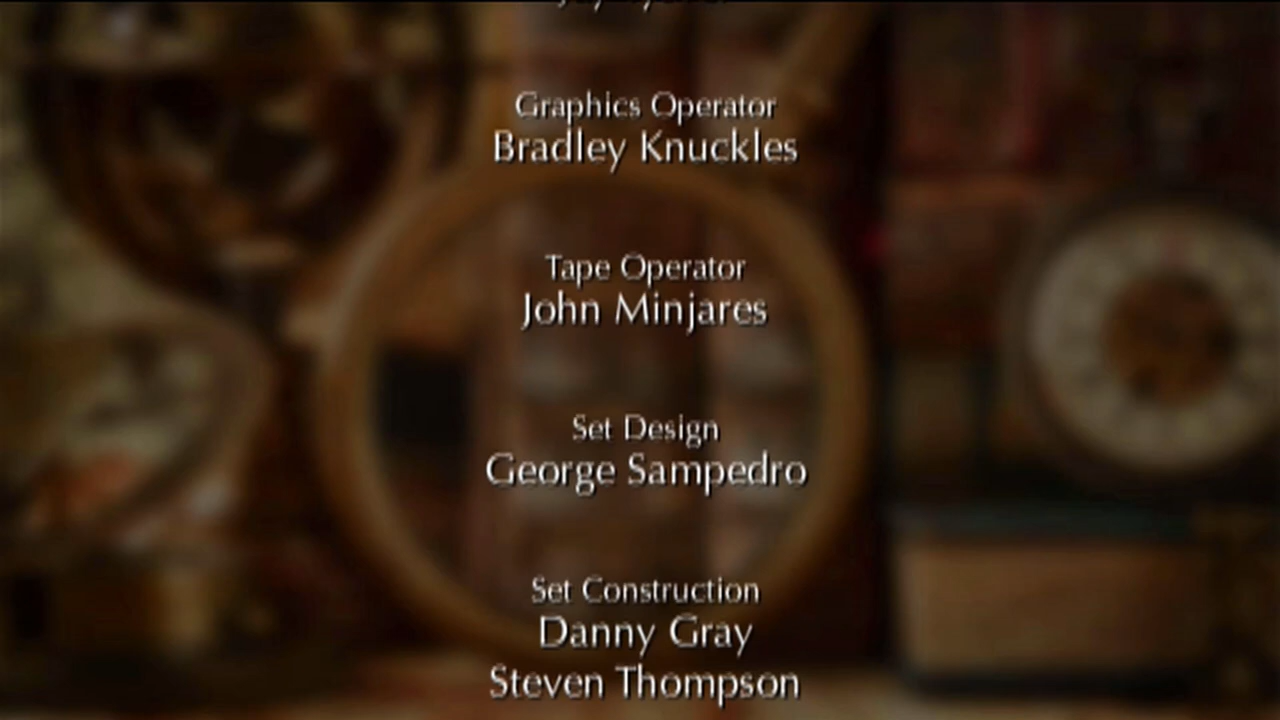 Graphics Operator
Bradley Knuckles
Tape Operator
John Minjares
Set Design
George Sampedro
Set Construction
Danny Gray
Steven Thompson